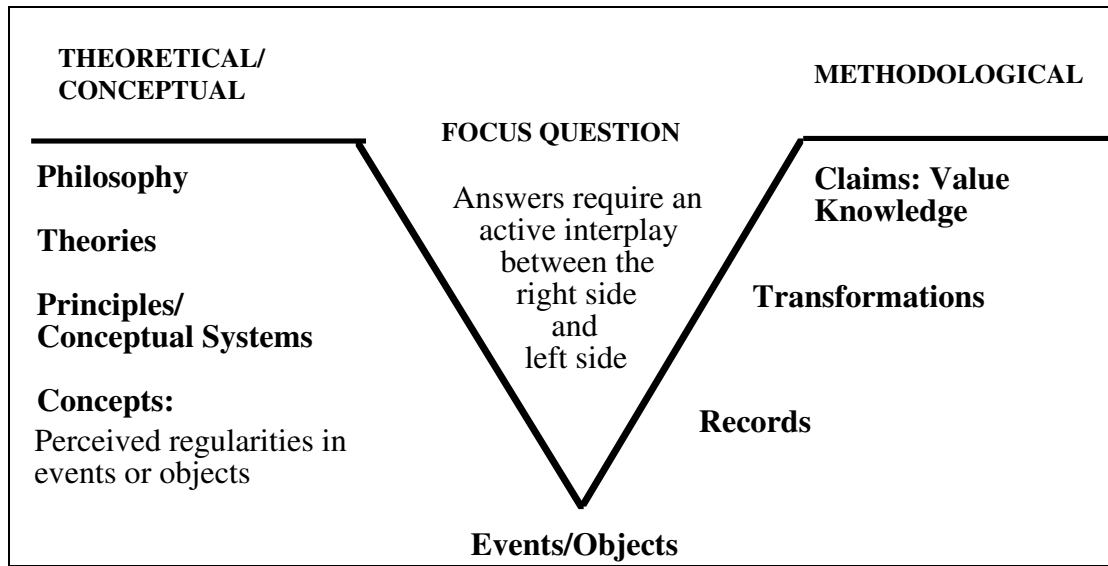 THEORETICAL/
CONCEPTUAL
Philosophy
Theories
Principles/
Conceptual Systems
Concepts:
Perceived regularities in
events or objects
FOCUS QUESTION
Answers require an
active interplay
between the
right side
and
left side
METHODOLOGICAL
Claims: Value
Knowledge
Transformations
Records
Events/Objects